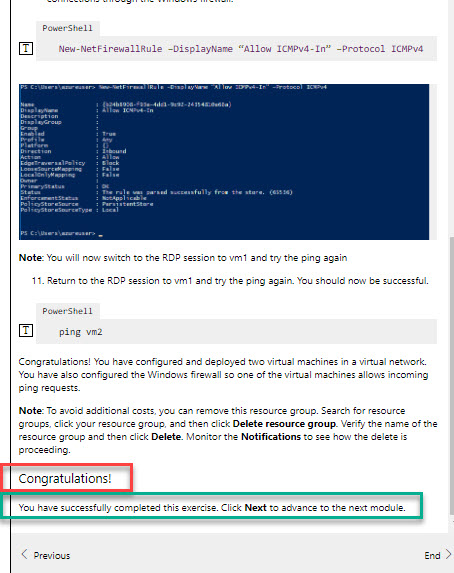 connections through the Windows firewall.
PowerShell
T New-NetFirewallRule –DisplayName “Allow ICMPv4-In” –Protocol ICMPv4
PS C:\Users\azureuser> New-NetFirewallRule -DisplayName "Allow ICMPv4-In" -Protocol ICMPv4
Name :
DisplayName : Allow ICMPv4-In
Description :
DisplayGroup :
Group :
Enabled : True
Profile : Any
Platform : {}
Direction : Inbound
Action : Allow
EdgeTraversalPolicy : Block
LooseSourceMapping : False
LocalOnlyMapping : False
Owner :
PrimaryStatus : OK
Status : The rule was parsed successfully from the store. (65536)
EnforcementStatus : NotApplicable
PolicyStoreSource : PersistentStore
PolicyStoreSourceType : Local
PS C:\Users\azureuser> _
Note: You will now switch to the RDP session to vm1 and try the ping again
11. Return to the RDP session to vm1 and try the ping again. You should now be successful.
PowerShell
T ping vm2
Congratulations! You have configured and deployed two virtual machines in a virtual network.
You have also configured the Windows firewall so one of the virtual machines allows incoming
ping requests.
Note: To avoid additional costs, you can remove this resource group. Search for resource
groups, click your resource group, and then click Delete resource group. Verify the name of the
resource group and then click Delete. Monitor the Notifications to see how the delete is
proceeding.
Congratulations!
You have successfully completed this exercise. Click Next to advance to the next module.
< Previous
End >